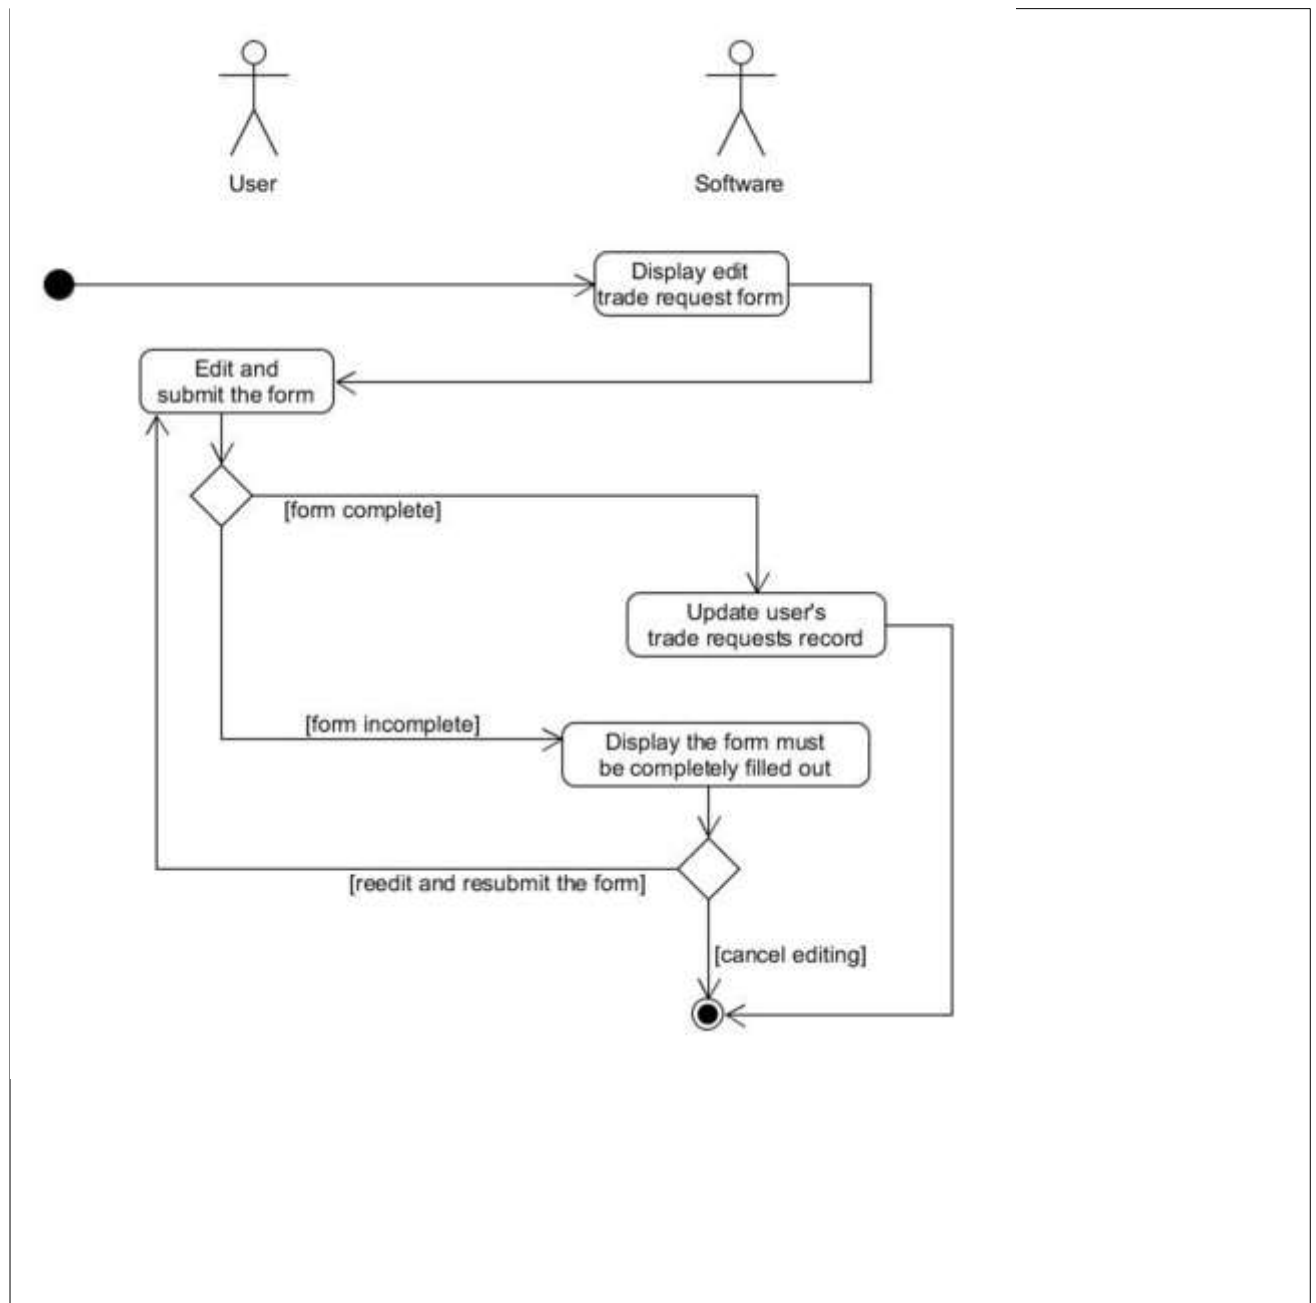 User
Software
Display edit
trade request form
Edit and
submit the form
[form complete]
Update user's
trade requests record
[form incomplete]
Display the form must
be completely filled out
[reedit and resubmit the form]
[cancel editing]